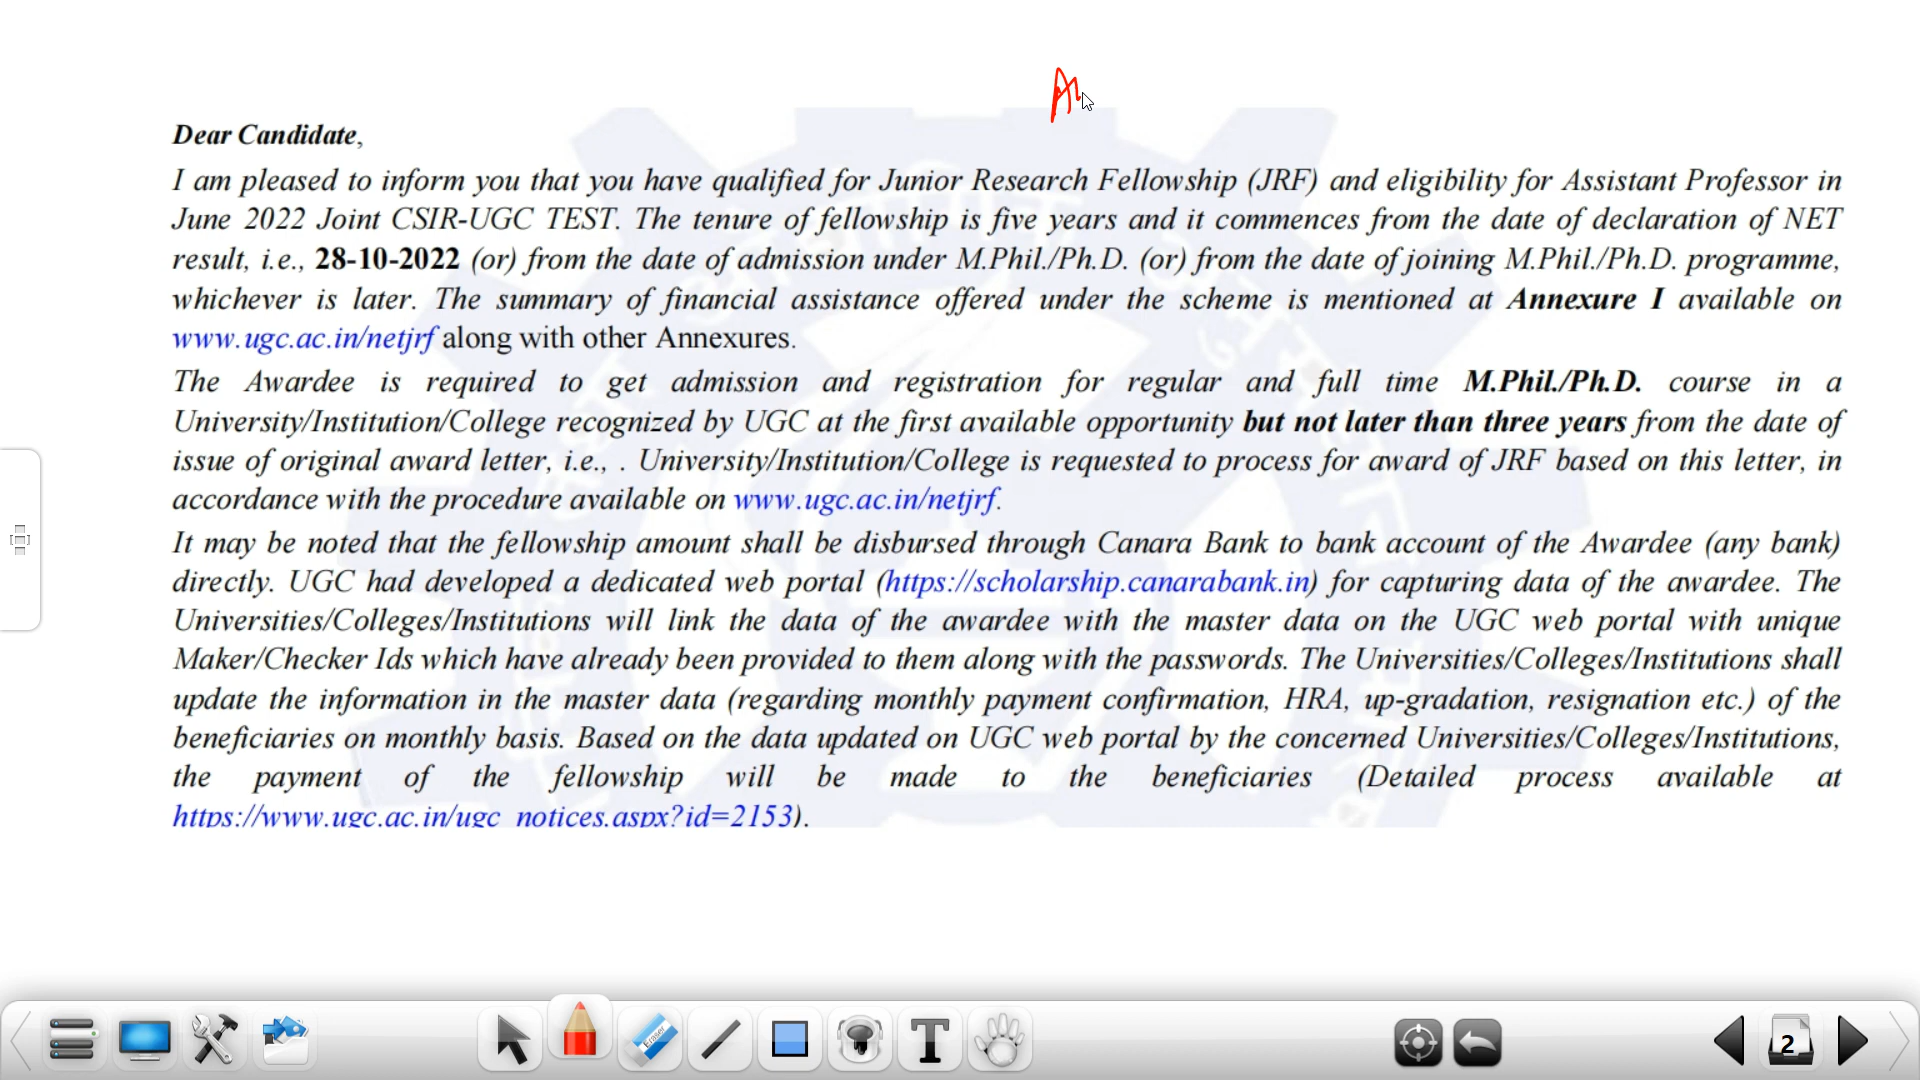 Dear Candidate,
I am pleased to inform you that you have qualified for Junior Research Fellowship (JRF) and eligibility for Assistant Professor in
June 2022 Joint CSIR-UGC TEST. The tenure of fellowship is five years and it commences from the date of declaration of NET
result, i.e., 28-10-2022 (or) from the date of admission under M.Phil./Ph.D. (or) from the date of joining M.Phil./Ph.D. programme,
whichever is later. The summary of financial assistance offered under the scheme is mentioned at Annexure I available on
www.ugc.ac.in/netjrf along with other Annexures.
The Awardee is required to get admission and registration for regular and full time M.Phil./Ph.D. course in a
University/Institution/College recognized by UGC at the first available opportunity but not later than three years from the date of
issue of original award letter, i.e., . University/Institution/College is requested to process for award of JRF based on this letter, in
accordance with the procedure available on www.ugc.ac.in/netjrf.
It may be noted that the fellowship amount shall be disbursed through Canara Bank to bank account of the Awardee (any bank)
directly. UGC had developed a dedicated web portal (https://scholarship.canarabank.in) for capturing data of the awardee. The
Universities/Colleges/Institutions will link the data of the awardee with the master data on the UGC web portal with unique
Maker/Checker Ids which have already been provided to them along with the passwords. The Universities/Colleges/Institutions shall
update the information in the master data (regarding monthly payment confirmation, HRA, up-gradation, resignation etc.) of the
beneficiaries on monthly basis. Based on the data updated on UGC web portal by the concerned Universities/Colleges/Institutions,
the payment of the fellowship will be made to the beneficiaries (Detailed process available at
https://www.ugc.ac.in/ugc_notices.aspx?id=2153).
Eraser
T
2